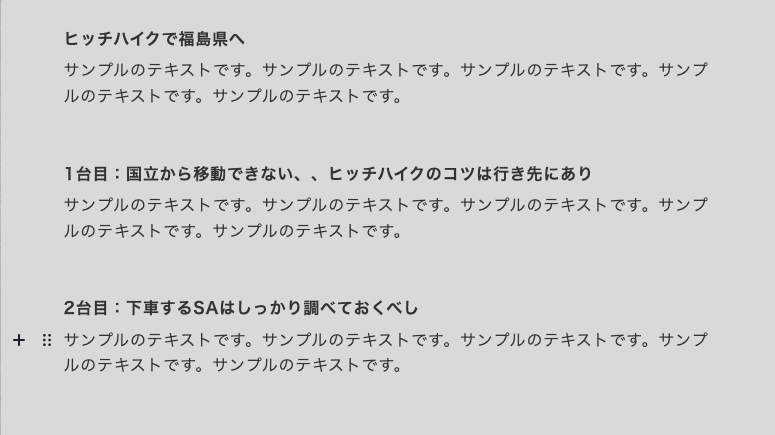 ヒッチハイクで福島県へ
サンプルのテキストです。サンプルのテキストです。サンプルのテキストです。サンプ
ルのテキストです。サンプルのテキストです。
1台目：国立から移動できない、、ヒッチハイクのコツは行き先にあり
サンプルのテキストです。サンプルのテキストです。サンプルのテキストです。サンプ
ルのテキストです。サンプルのテキストです。
2台目：下車するSAはしっかり調べておくべし
サンプルのテキストです。サンプルのテキストです。サンプルのテキストです。サンプ
ルのテキストです。サンプルのテキストです。